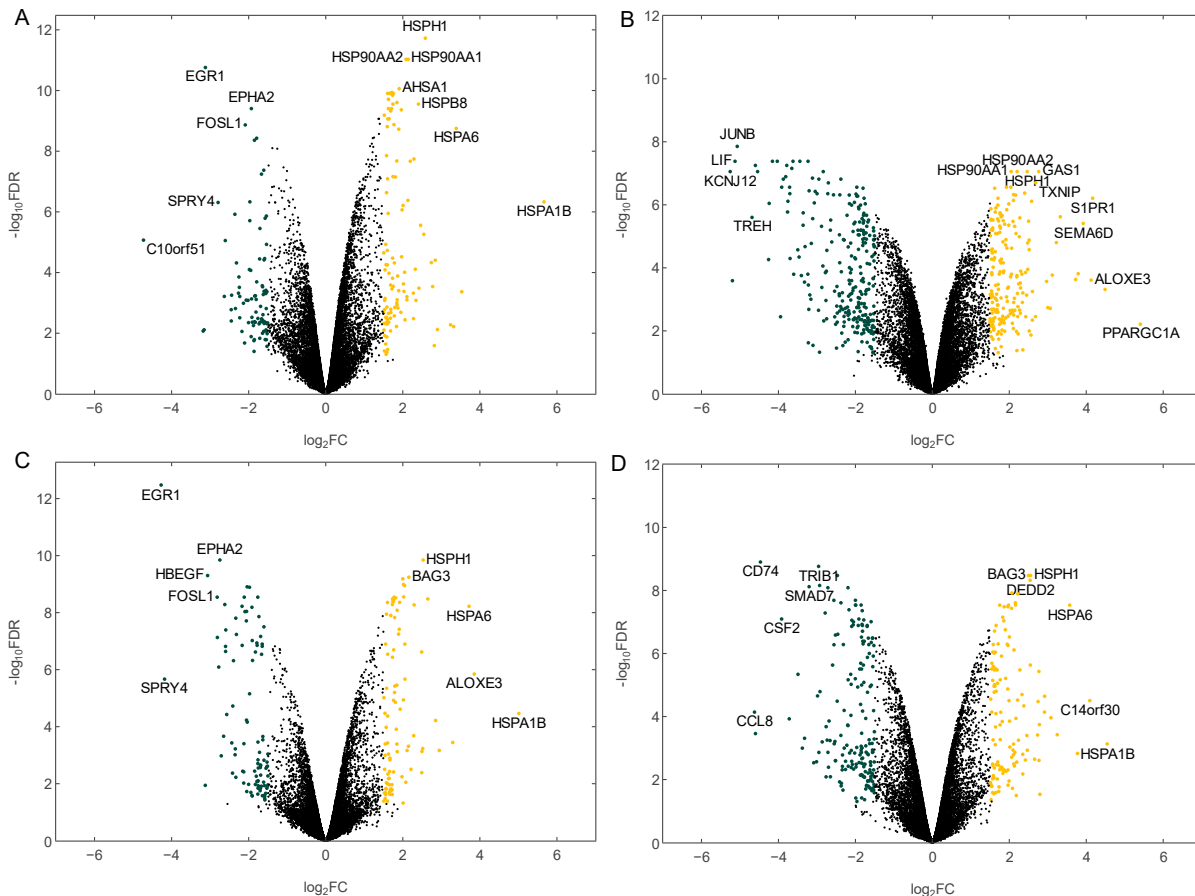 A
12
10
8
6
4
2
0
-log10FDR
HSPH1
HSP90AA2
HSP90AA1
EGR1
AHSA1
EPHA2
HSPB8
FOSL1
HSPA6
SPRY4
HSPA1B
C10orf51
−6
−4
−2
0
2
4
6
log2FC
B
12
10
8
6
4
2
0
-log10FDR
JUNB
LIF
HSP90AA2
HSP90AA1
GAS1
KCNJ12
HSPH1
TXNIP
S1PR1
TREH
SEMA6D
ALOXE3
PPARGC1A
−6
−4
−2
0
2
4
6
log2FC
C
12
10
8
6
4
2
0
-log10FDR
EGR1
EPHA2
HSPH1
HBEGF
BAG3
FOSL1
HSPA6
SPRY4
ALOXE3
HSPA1B
−6
−4
−2
0
2
4
6
log2FC
D
12
10
8
6
4
2
0
-log10FDR
CD74
TRIB1
BAG3
HSPH1
SMAD7
DEDD2
CSF2
HSPA6
CCL8
C14orf30
HSPA1B
−6
−4
−2
0
2
4
6
log2FC